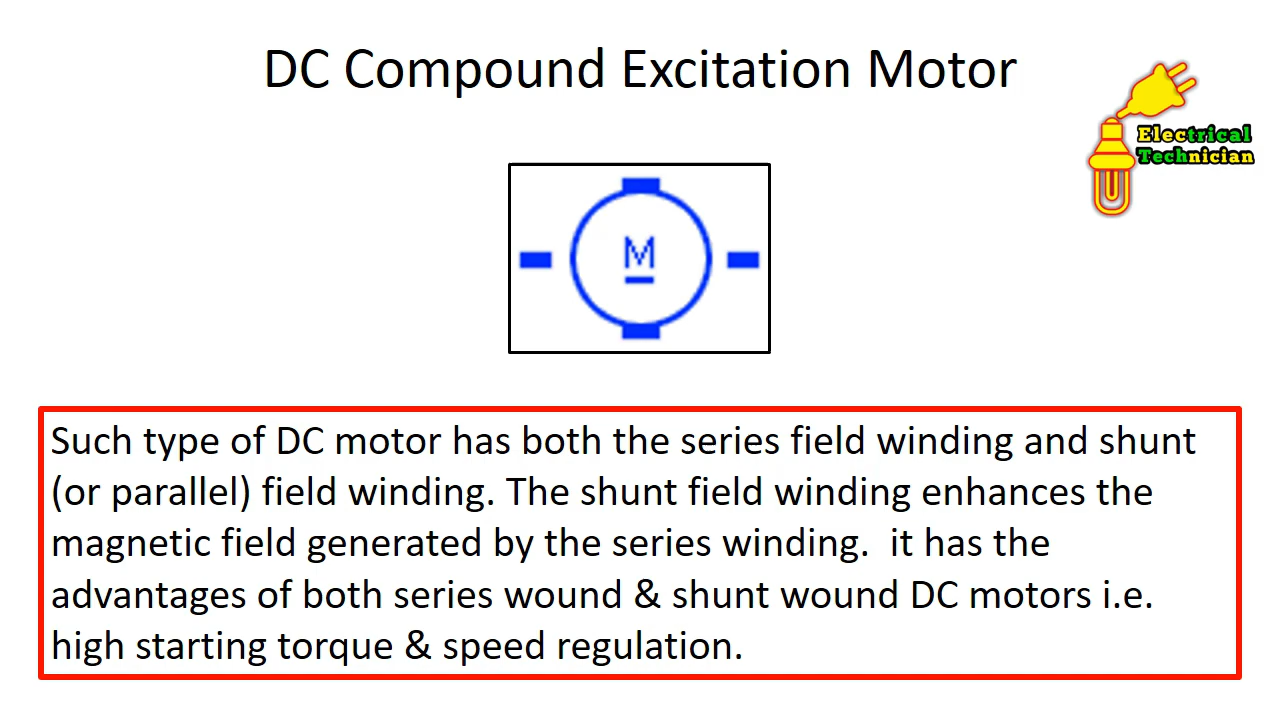 DC Compound Excitation Motor
Electrical
Technician
M
Such type of DC motor has both the series field winding and shunt
(or parallel) field winding. The shunt field winding enhances the
magnetic field generated by the series winding.  it has the
advantages of both series wound & shunt wound DC motors i.e.
high starting torque & speed regulation.